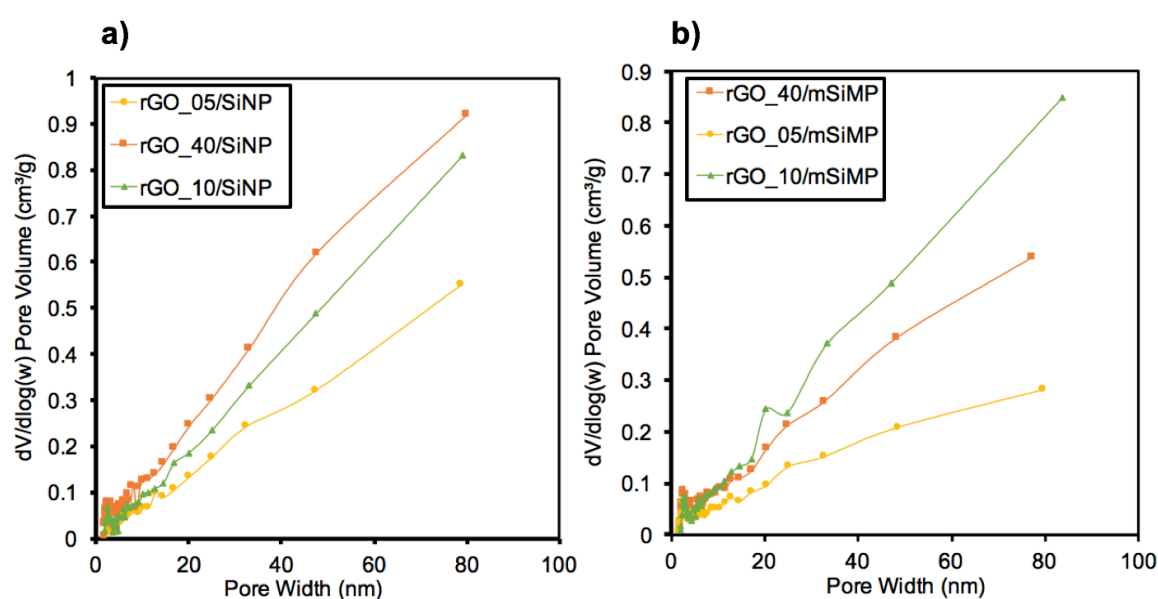 a)
dV/dlog(w) Pore Volume (cm³/g)
1
0.9
0.8
0.7
0.6
0.5
0.4
0.3
0.2
0.1
0
rGO_05/SiNP
rGO_40/SiNP
rGO_10/SiNP
0 20 40 60 80 100
Pore Width (nm)
b)
dV/dlog(w) Pore Volume (cm³/g)
0.9
0.8
0.7
0.6
0.5
0.4
0.3
0.2
0.1
0
rGO_40/mSiMP
rGO_05/mSiMP
rGO_10/mSiMP
0 20 40 60 80 100
Pore Width (nm)